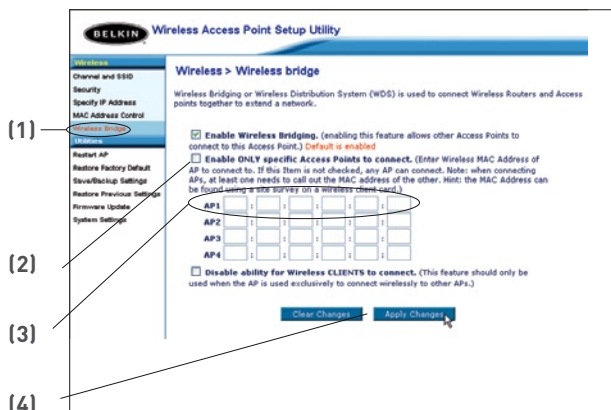 BELKIN Wireless Access Point Setup Utility
Wireless
Channel and SSID
Security
Specify IP Address
MAC Address Control
Wireless Bridge
Utilities
Restart AP
Restore Factory Default
Save/Backup Settings
Restore Previous Settings
Firmware Update
System Settings
Wireless > Wireless bridge
Wireless Bridging or Wireless Distribution System (WDS) is used to connect Wireless Routers and Access
points together to extend a network.
Enable Wireless Bridging. (enabling this feature allows other Access Points to
connect to this Access Point.) Default is enabled
Enable ONLY specific Access Points to connect. (Enter Wireless MAC Address of
AP to connect to. If this Item is not checked, any AP can connect. Note: when connecting
APs, at least one needs to call out the MAC address of the other. Hint: the MAC Address can
be found using a site survey on a wireless client card.)
AP1 : : : : :
AP2 : : : : :
AP3 : : : : :
AP4 : : : : :
Disable ability for Wireless CLIENTS to connect. (This feature should only be
used when the AP is used exclusively to connect wirelessly to other APs.)
Clear Changes Apply Changes
(1)
(2)
(3)
(4)